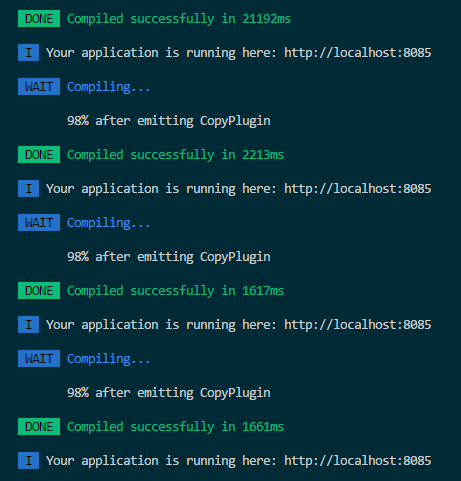 DONE Compiled successfully in 21192ms
I Your application is running here: http://localhost:8085
WAIT Compiling...
98% after emitting CopyPlugin
DONE Compiled successfully in 2213ms
I Your application is running here: http://localhost:8085
WAIT Compiling...
98% after emitting CopyPlugin
DONE Compiled successfully in 1617ms
I Your application is running here: http://localhost:8085
WAIT Compiling...
98% after emitting CopyPlugin
DONE Compiled successfully in 1661ms
I Your application is running here: http://localhost:8085